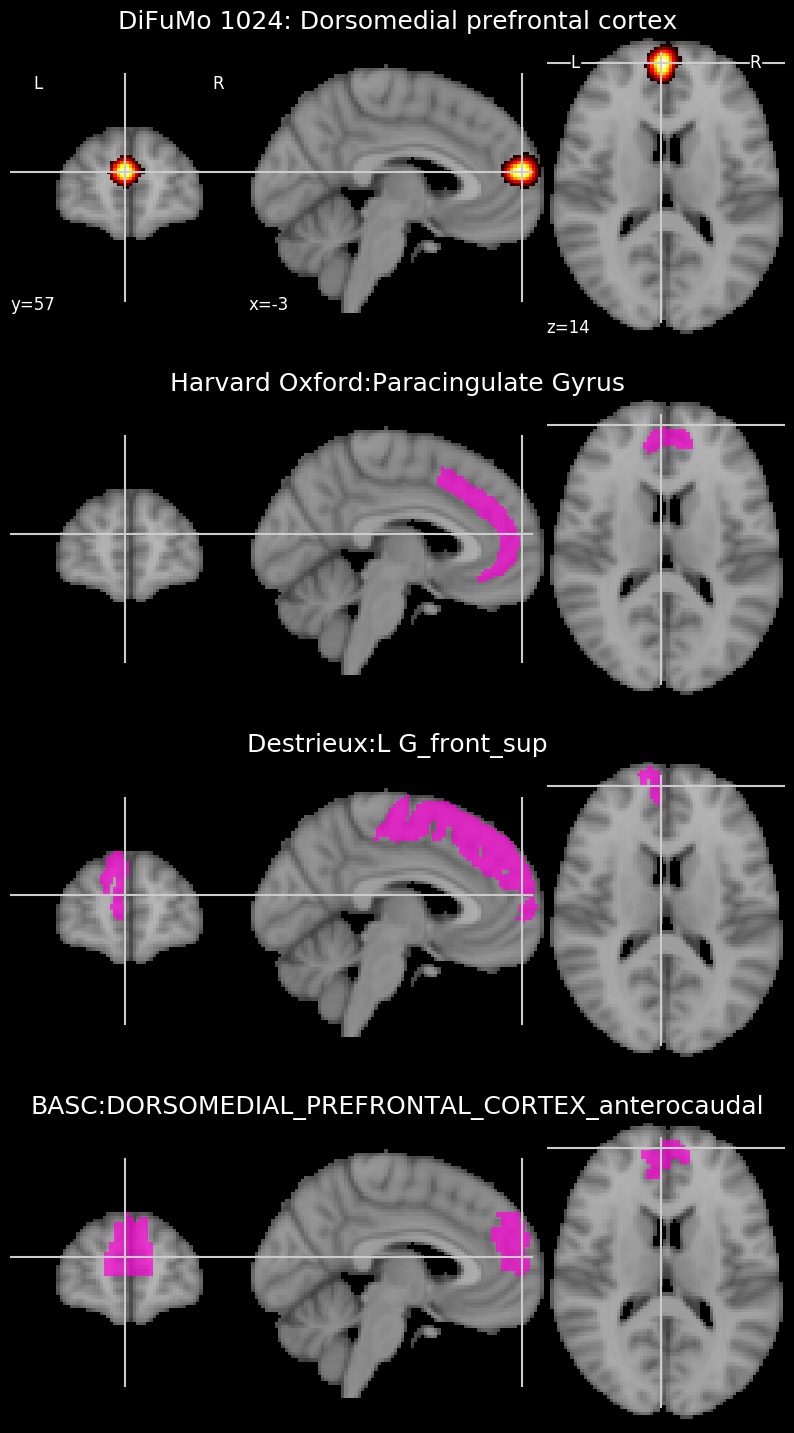 DiFuMo 1024: Dorsomedial prefrontal cortex
L R L R
y=57 x=-3 z=14
Harvard Oxford:Paracingulate Gyrus
Destrieux:L G_front_sup
BASC:DORSOMEDIAL_PREFRONTAL_CORTEX_anterocaudal